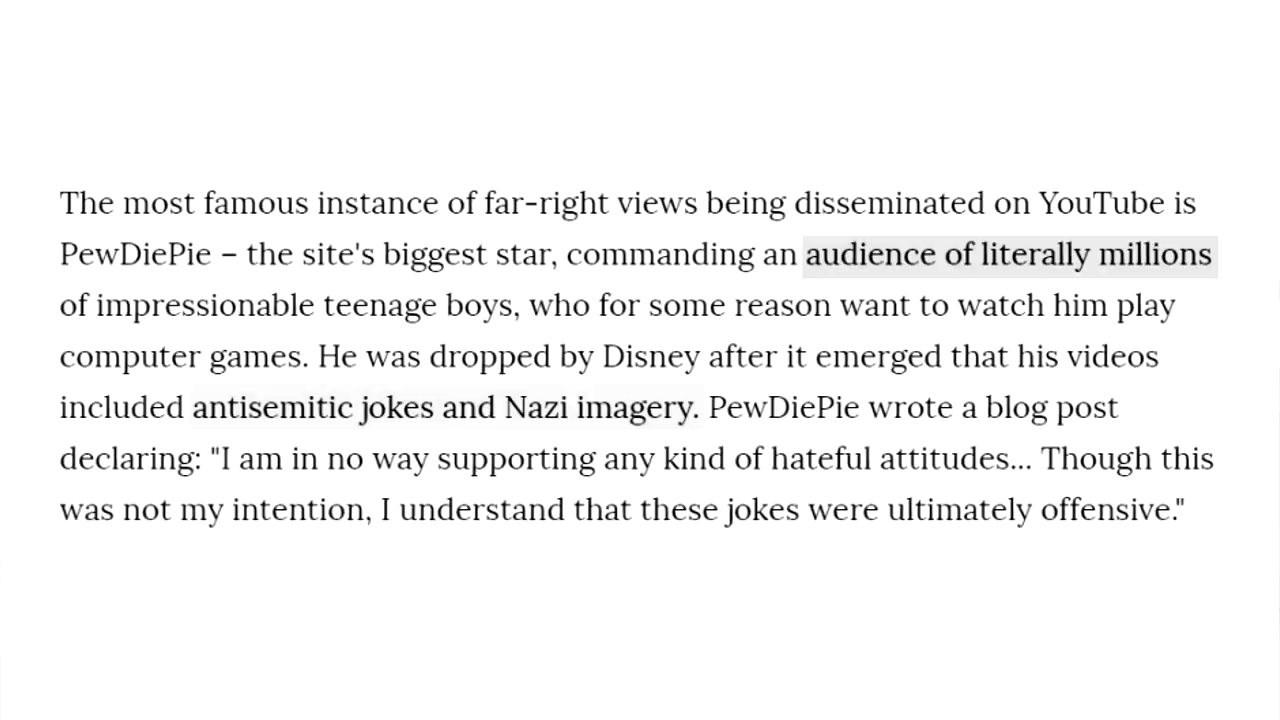 The most famous instance of far-right views being disseminated on YouTube is
PewDiePie – the site's biggest star, commanding an audience of literally millions
of impressionable teenage boys, who for some reason want to watch him play
computer games. He was dropped by Disney after it emerged that his videos
included antisemitic jokes and Nazi imagery. PewDiePie wrote a blog post
declaring: "I am in no way supporting any kind of hateful attitudes... Though this
was not my intention, I understand that these jokes were ultimately offensive."